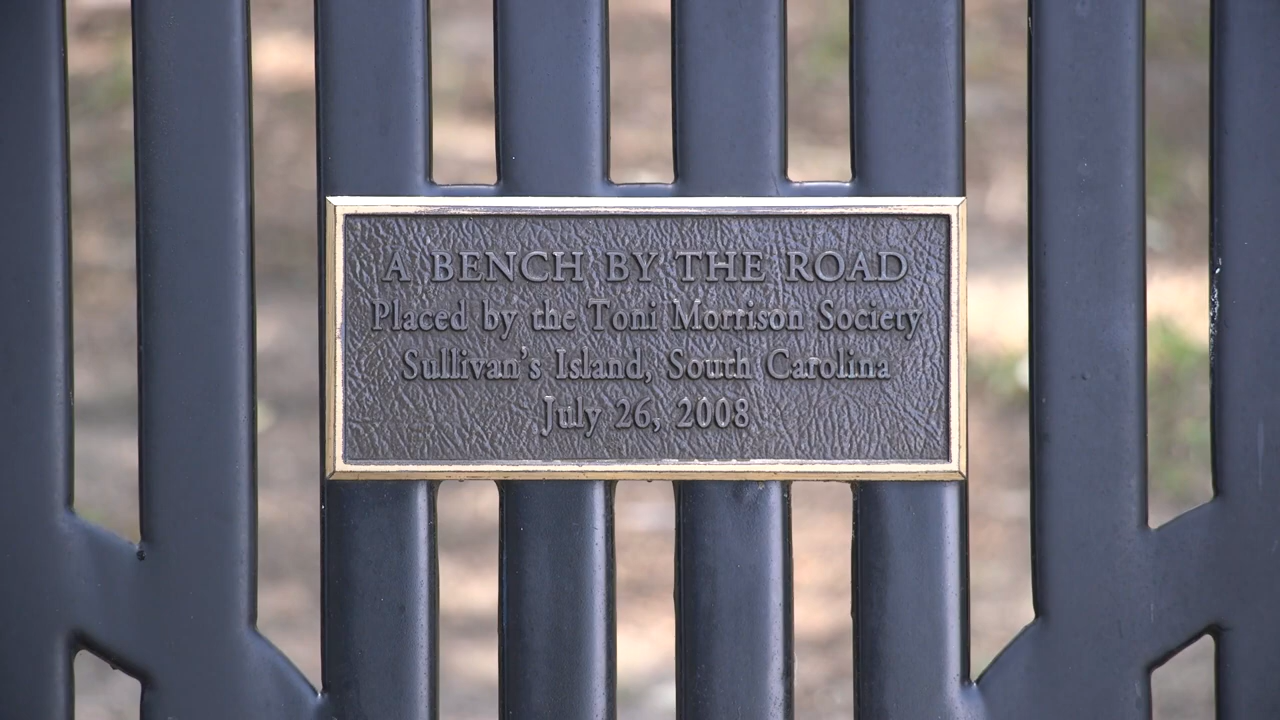 A BENCH BY THE ROAD
Placed by the Toni Morrison Society
Sullivan's Island, South Carolina
July 26, 2008